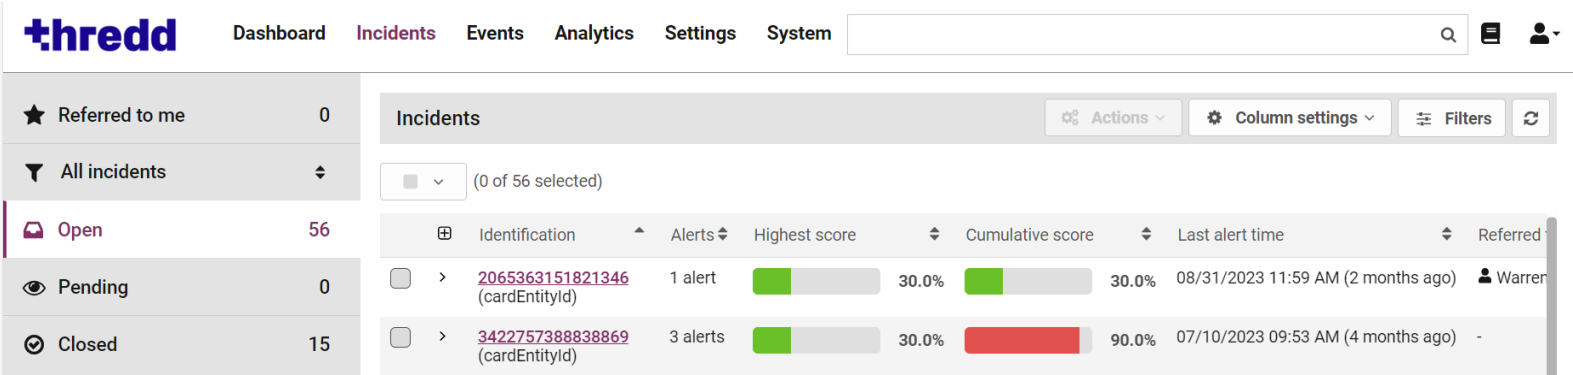 thredd Dashboard Incidents Events Analytics Settings System
Referred to me 0
All incidents
Open 56
Pending 0
Closed 15
Incidents Actions Column settings Filters
(0 of 56 selected)
Identification Alerts Highest score Cumulative score Last alert time Referred
2065363151821346 1 alert 30.0% 30.0% 08/31/2023 11:59 AM (2 months ago) Warren
(cardEntityId)
3422757388838869 3 alerts 30.0% 90.0% 07/10/2023 09:53 AM (4 months ago) -
(cardEntityId)